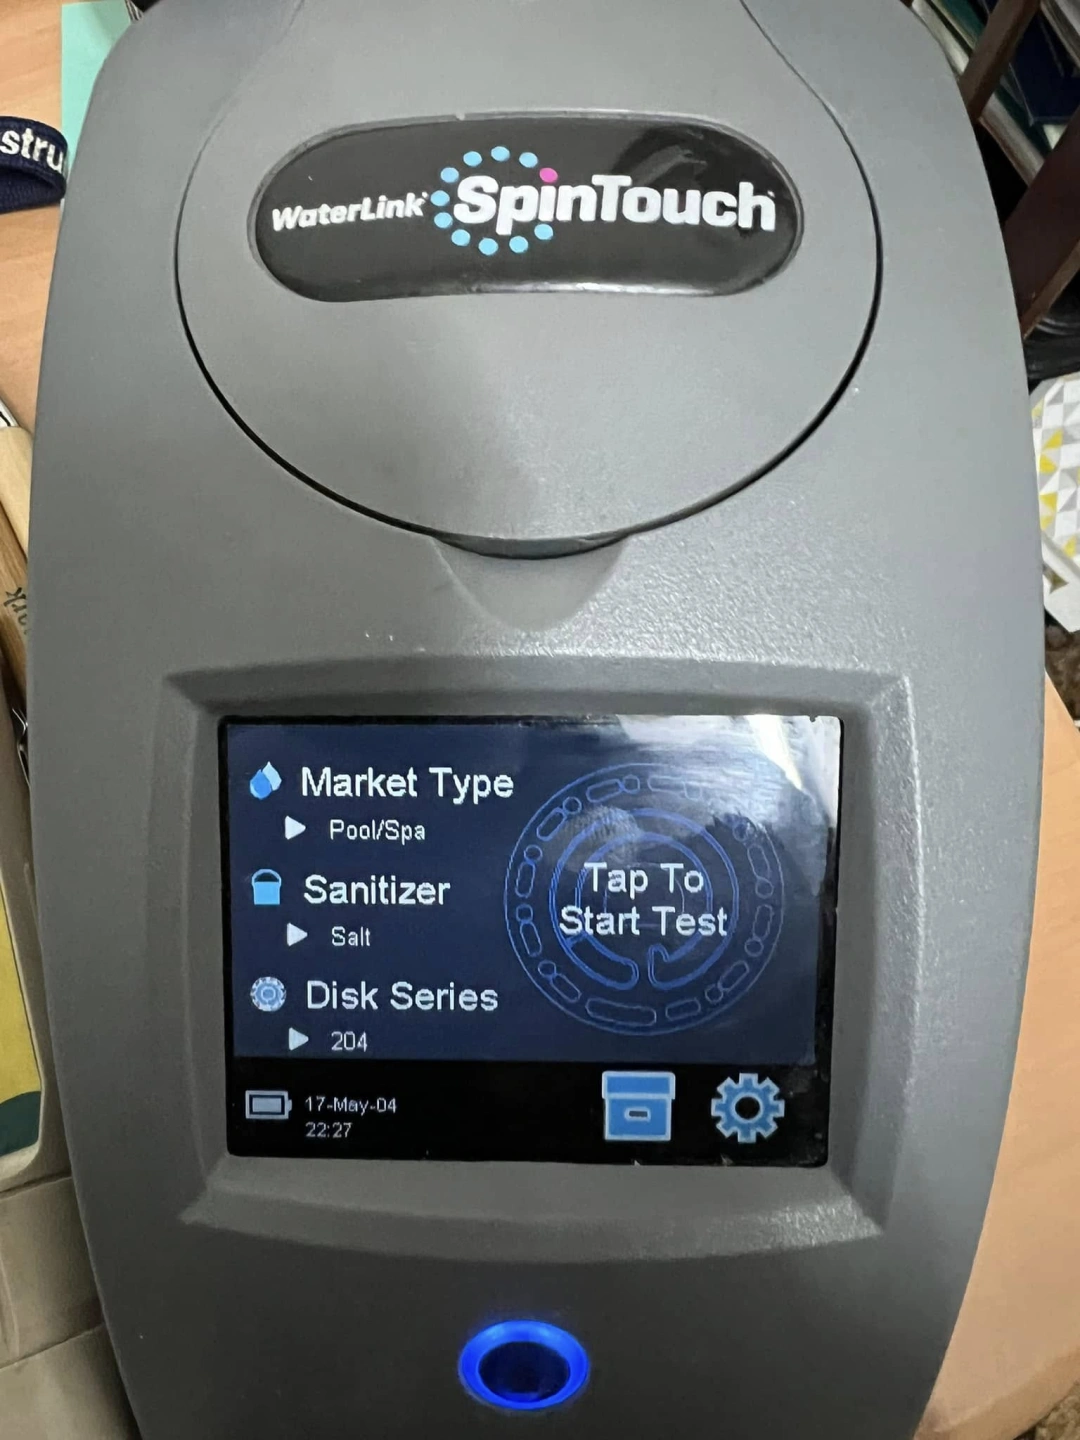 stru
WaterLink SpinTouch
Market Type
Pool/Spa
Sanitizer
Salt
Disk Series
204
Tap To
Start Test
17-May-04
22:27